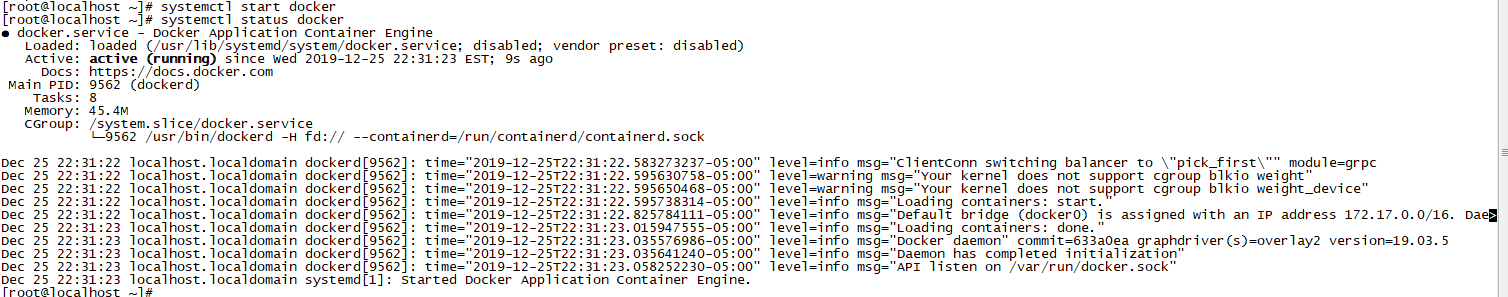 [root@localhost ~]# systemctl start docker
[root@localhost ~]# systemctl status docker
● docker.service - Docker Application Container Engine
   Loaded: loaded (/usr/lib/systemd/system/docker.service; disabled; vendor preset: disabled)
   Active: active (running) since Wed 2019-12-25 22:31:23 EST; 9s ago
     Docs: https://docs.docker.com
 Main PID: 9562 (dockerd)
    Tasks: 8
   Memory: 45.4M
   CGroup: /system.slice/docker.service
           └─9562 /usr/bin/dockerd -H fd:// --containerd=/run/containerd/containerd.sock

Dec 25 22:31:22 localhost.localdomain dockerd[9562]: time="2019-12-25T22:31:22.583273237-05:00" level=info msg="ClientConn switching balancer to \"pick_first\"" module=grpc
Dec 25 22:31:22 localhost.localdomain dockerd[9562]: time="2019-12-25T22:31:22.595630758-05:00" level=warning msg="Your kernel does not support cgroup blkio weight"
Dec 25 22:31:22 localhost.localdomain dockerd[9562]: time="2019-12-25T22:31:22.595650468-05:00" level=warning msg="Your kernel does not support cgroup blkio weight_device"
Dec 25 22:31:22 localhost.localdomain dockerd[9562]: time="2019-12-25T22:31:22.595738314-05:00" level=info msg="Loading containers: start."
Dec 25 22:31:22 localhost.localdomain dockerd[9562]: time="2019-12-25T22:31:22.825784111-05:00" level=info msg="Default bridge (docker0) is assigned with an IP address 172.17.0.0/16. Dae>
Dec 25 22:31:23 localhost.localdomain dockerd[9562]: time="2019-12-25T22:31:23.015947555-05:00" level=info msg="Loading containers: done."
Dec 25 22:31:23 localhost.localdomain dockerd[9562]: time="2019-12-25T22:31:23.035576986-05:00" level=info msg="Docker daemon" commit=633a0ea graphdriver(s)=overlay2 version=19.03.5
Dec 25 22:31:23 localhost.localdomain dockerd[9562]: time="2019-12-25T22:31:23.035641240-05:00" level=info msg="Daemon has completed initialization"
Dec 25 22:31:23 localhost.localdomain dockerd[9562]: time="2019-12-25T22:31:23.058252230-05:00" level=info msg="API listen on /var/run/docker.sock"
Dec 25 22:31:23 localhost.localdomain systemd[1]: Started Docker Application Container Engine.
[root@localhost ~]#